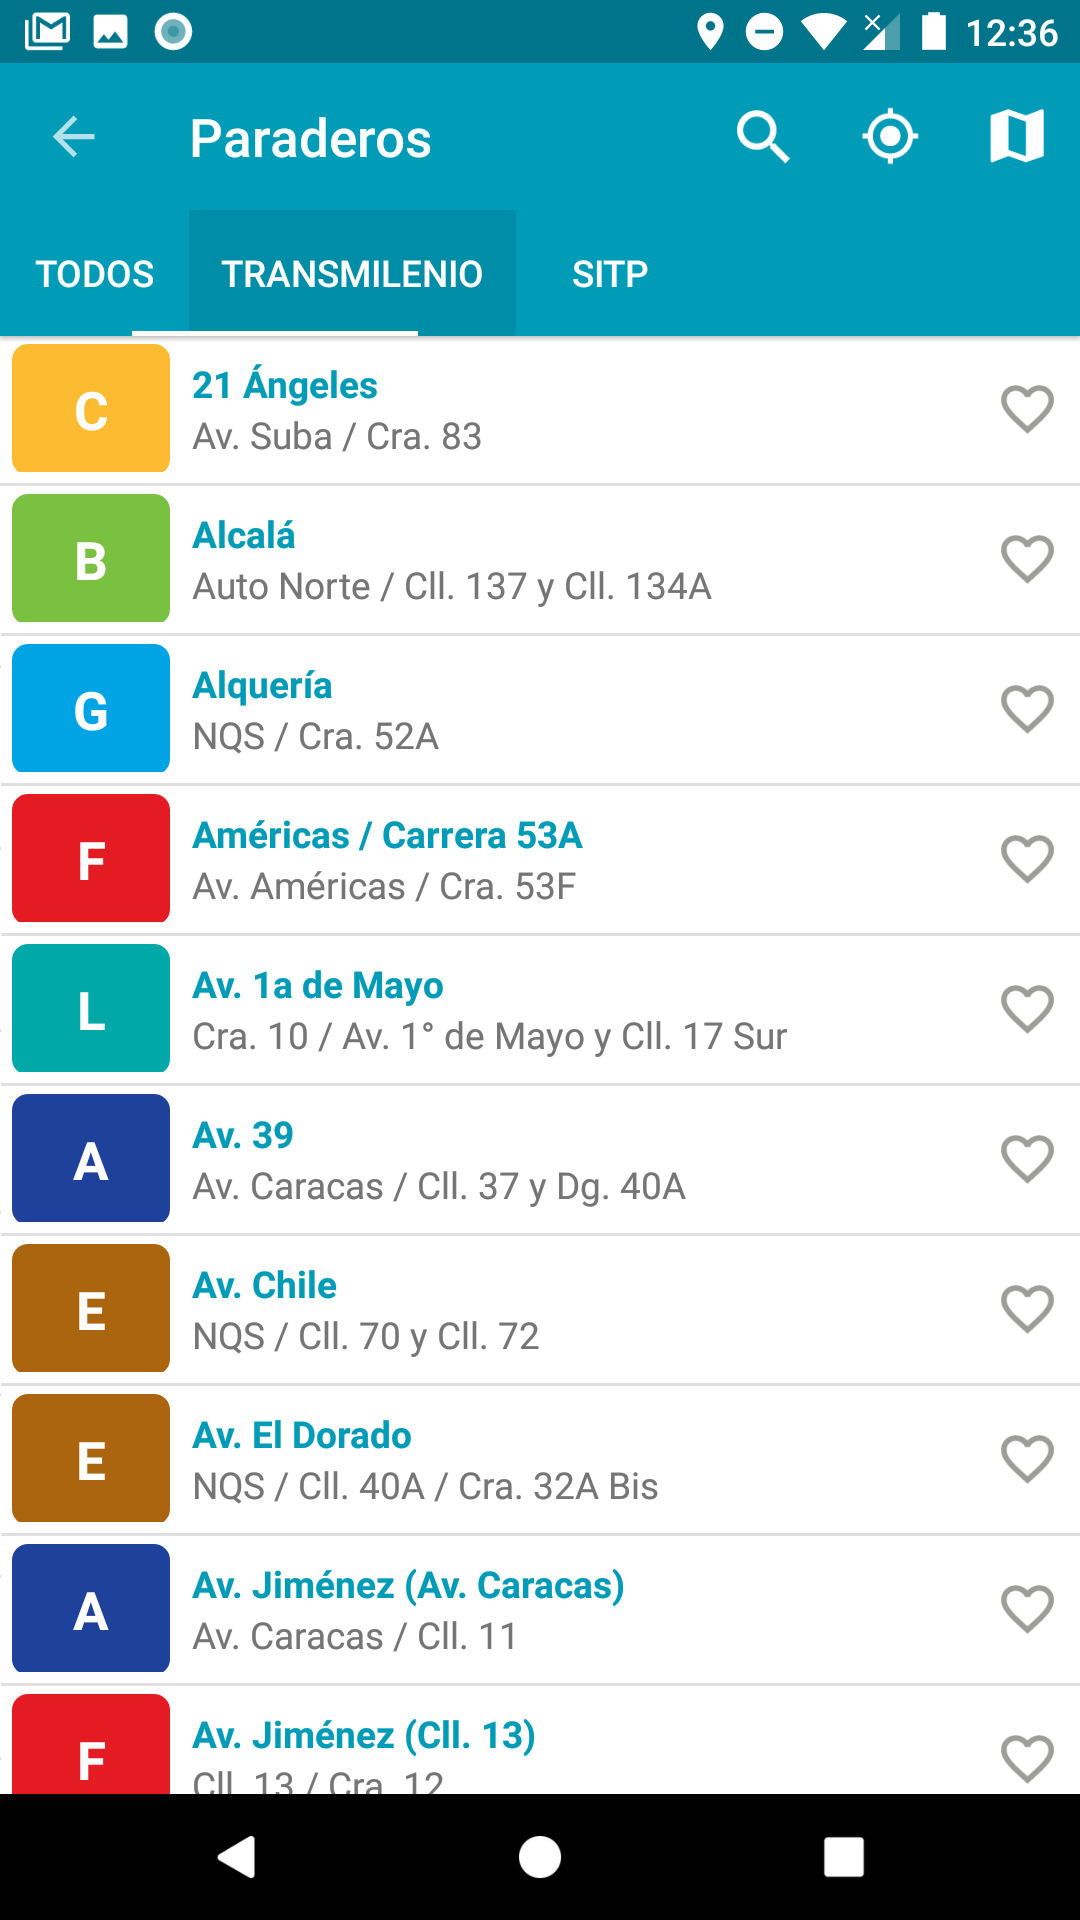 12:36
Paraderos
TODOS
TRANSMILENIO
SITP
C
21 Ángeles
Av. Suba / Cra. 83
B
Alcalá
Auto Norte / Cll. 137 y Cll. 134A
G
Alquería
NQS / Cra. 52A
F
Américas / Carrera 53A
Av. Américas / Cra. 53F
L
Av. 1a de Mayo
Cra. 10 / Av. 1° de Mayo y Cll. 17 Sur
A
Av. 39
Av. Caracas / Cll. 37 y Dg. 40A
E
Av. Chile
NQS / Cll. 70 y Cll. 72
E
Av. El Dorado
NQS / Cll. 40A / Cra. 32A Bis
A
Av. Jiménez (Av. Caracas)
Av. Caracas / Cll. 11
F
Av. Jiménez (Cll. 13)
Cll. 13 / Cra. 12